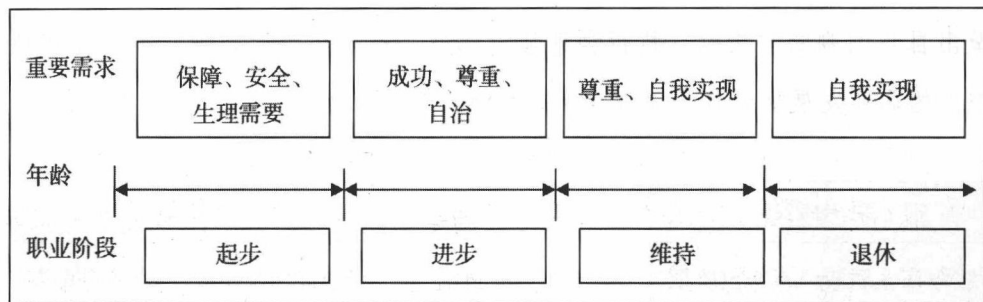 重要需求
保障、安全、
生理需要
成功、尊重、
自治
尊重、自我实现
自我实现
年龄
职业阶段
起步
进步
维持
退休